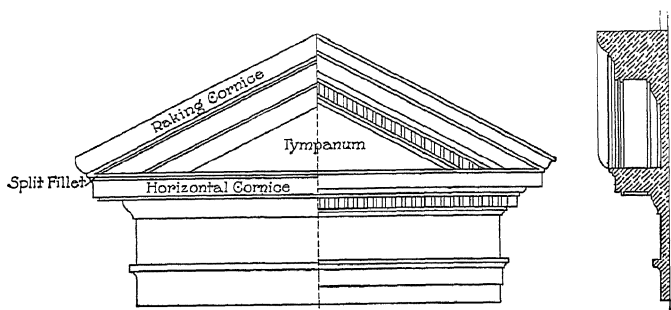 Raking Cornice
Tympanum
Split Fillet
Horizontal Cornice